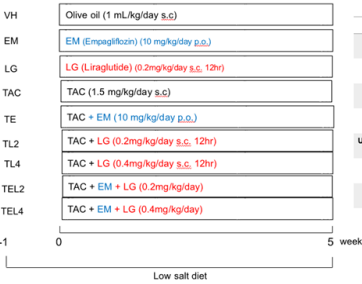 VH Olive oil (1 mL/kg/day s.c)
EM EM (Empagliflozin) (10 mg/kg/day p.o.)
LG LG (Liraglutide) (0.2mg/kg/day s.c. 12hr)
TAC TAC (1.5 mg/kg/day s.c)
TE TAC + EM (10 mg/kg/day p.o.)
TL2 TAC + LG (0.2mg/kg/day s.c. 12hr)
TL4 TAC + LG (0.4mg/kg/day s.c. 12hr)
TEL2 TAC + EM + LG (0.2mg/kg/day)
TEL4 TAC + EM + LG (0.4mg/kg/day)
-1 0 5 week
Low salt diet